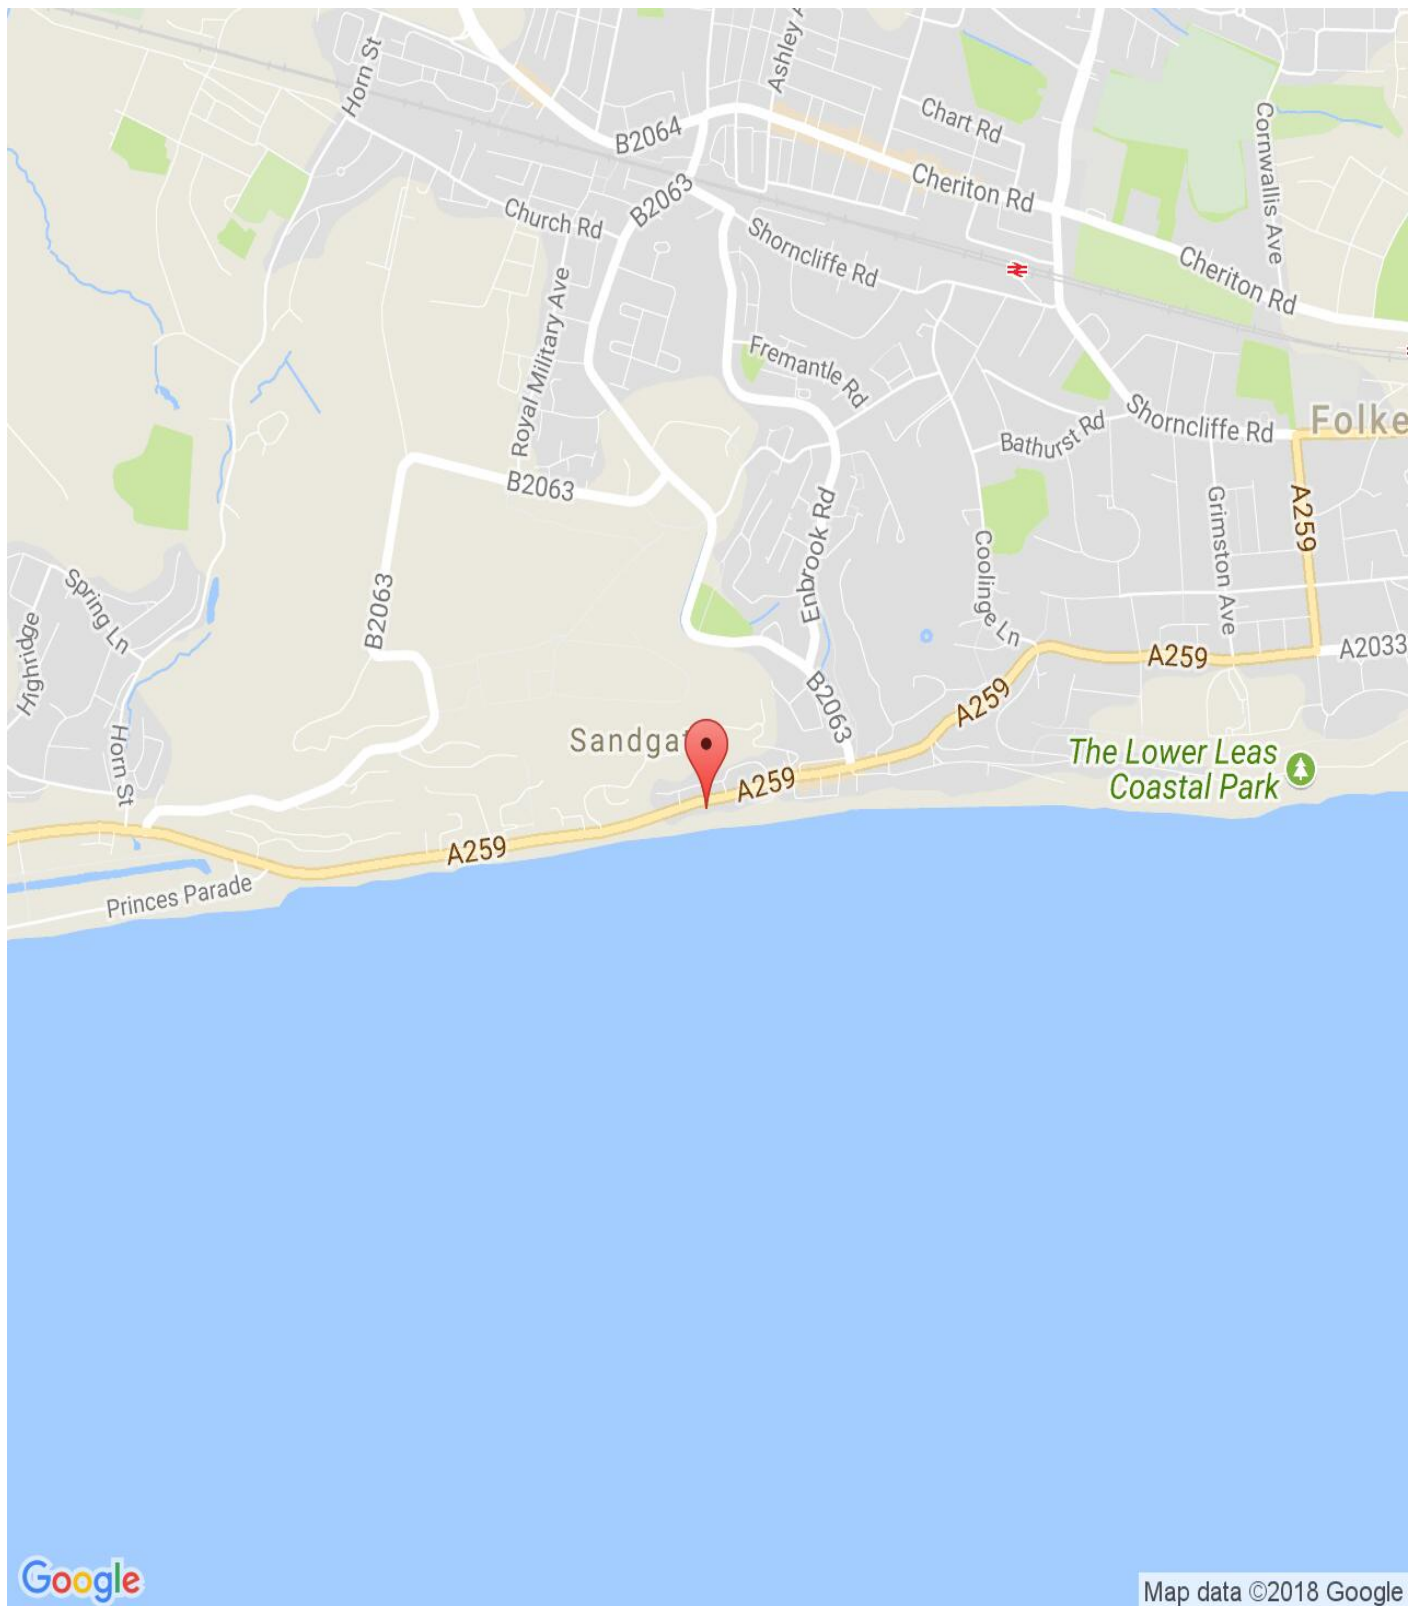 Horn St
Ashley A
B2064
Chart Rd
Cornwallis Ave
Cheriton Rd
B2063
Church Rd
Shorncliffe Rd
Cheriton Rd
Royal Military Ave
Fremantle Rd
Bathurst Rd
Shorncliffe Rd
Folke
B2063
Enbrook Rd
Grimston Ave
A259
Coolinge Ln
Spring Ln
B2063
Highridge
A259
A2033
A259
B2063
Horn St
Sandgat
A259
The Lower Leas
Coastal Park
A259
Princes Parade
Google
Map data ©2018 Google